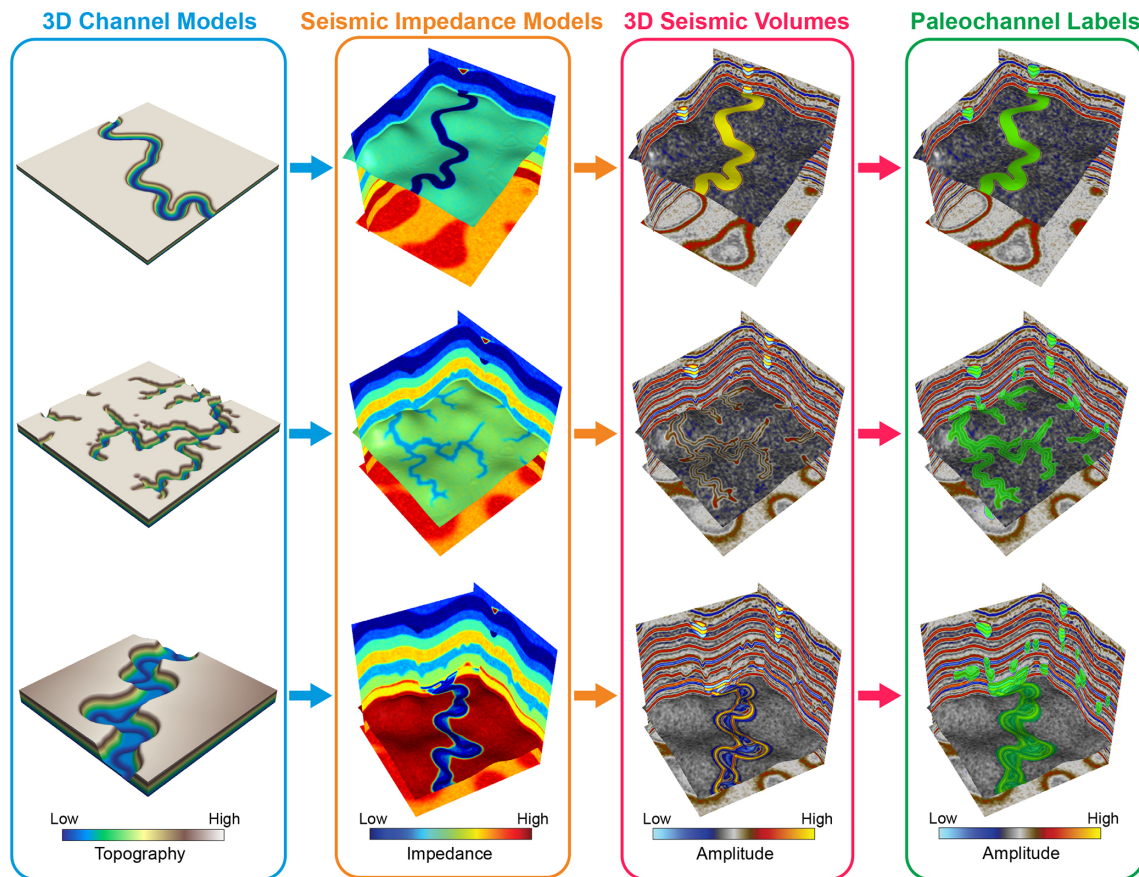 3D Channel Models
Seismic Impedance Models
3D Seismic Volumes
Paleochannel Labels
Low High
Topography
Low High
Impedance
Low High
Amplitude
Low High
Amplitude